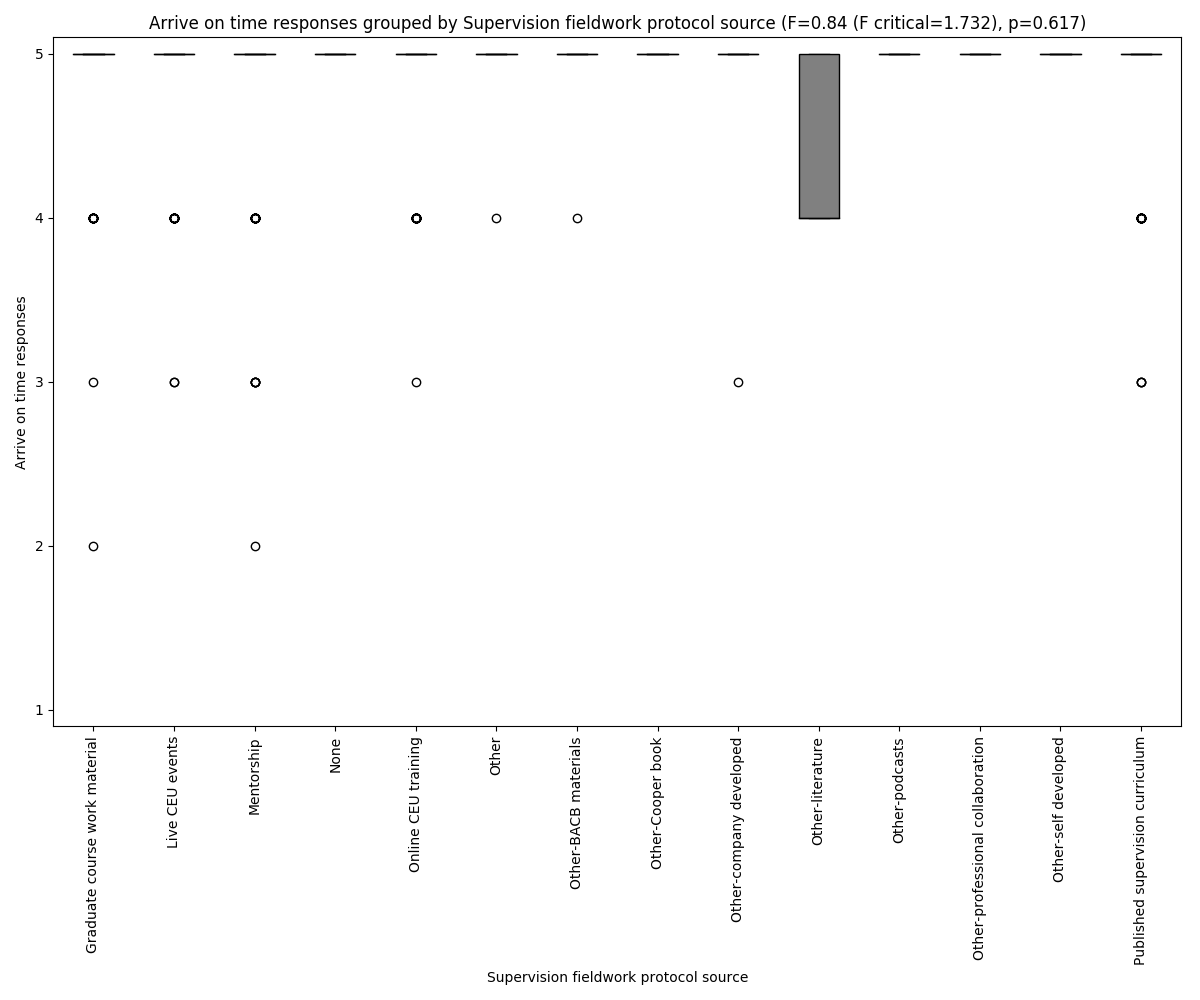 Arrive on time responses grouped by Supervision fieldwork protocol source (F=0.84 (F critical=1.732), p=0.617)
5
4
3
2
1
Arrive on time responses
Graduate course work material
Live CEU events
Mentorship
None
Online CEU training
Other
Other-BACB materials
Other-Cooper book
Other-company developed
Other-literature
Other-podcasts
Other-professional collaboration
Other-self developed
Published supervision curriculum
Supervision fieldwork protocol source